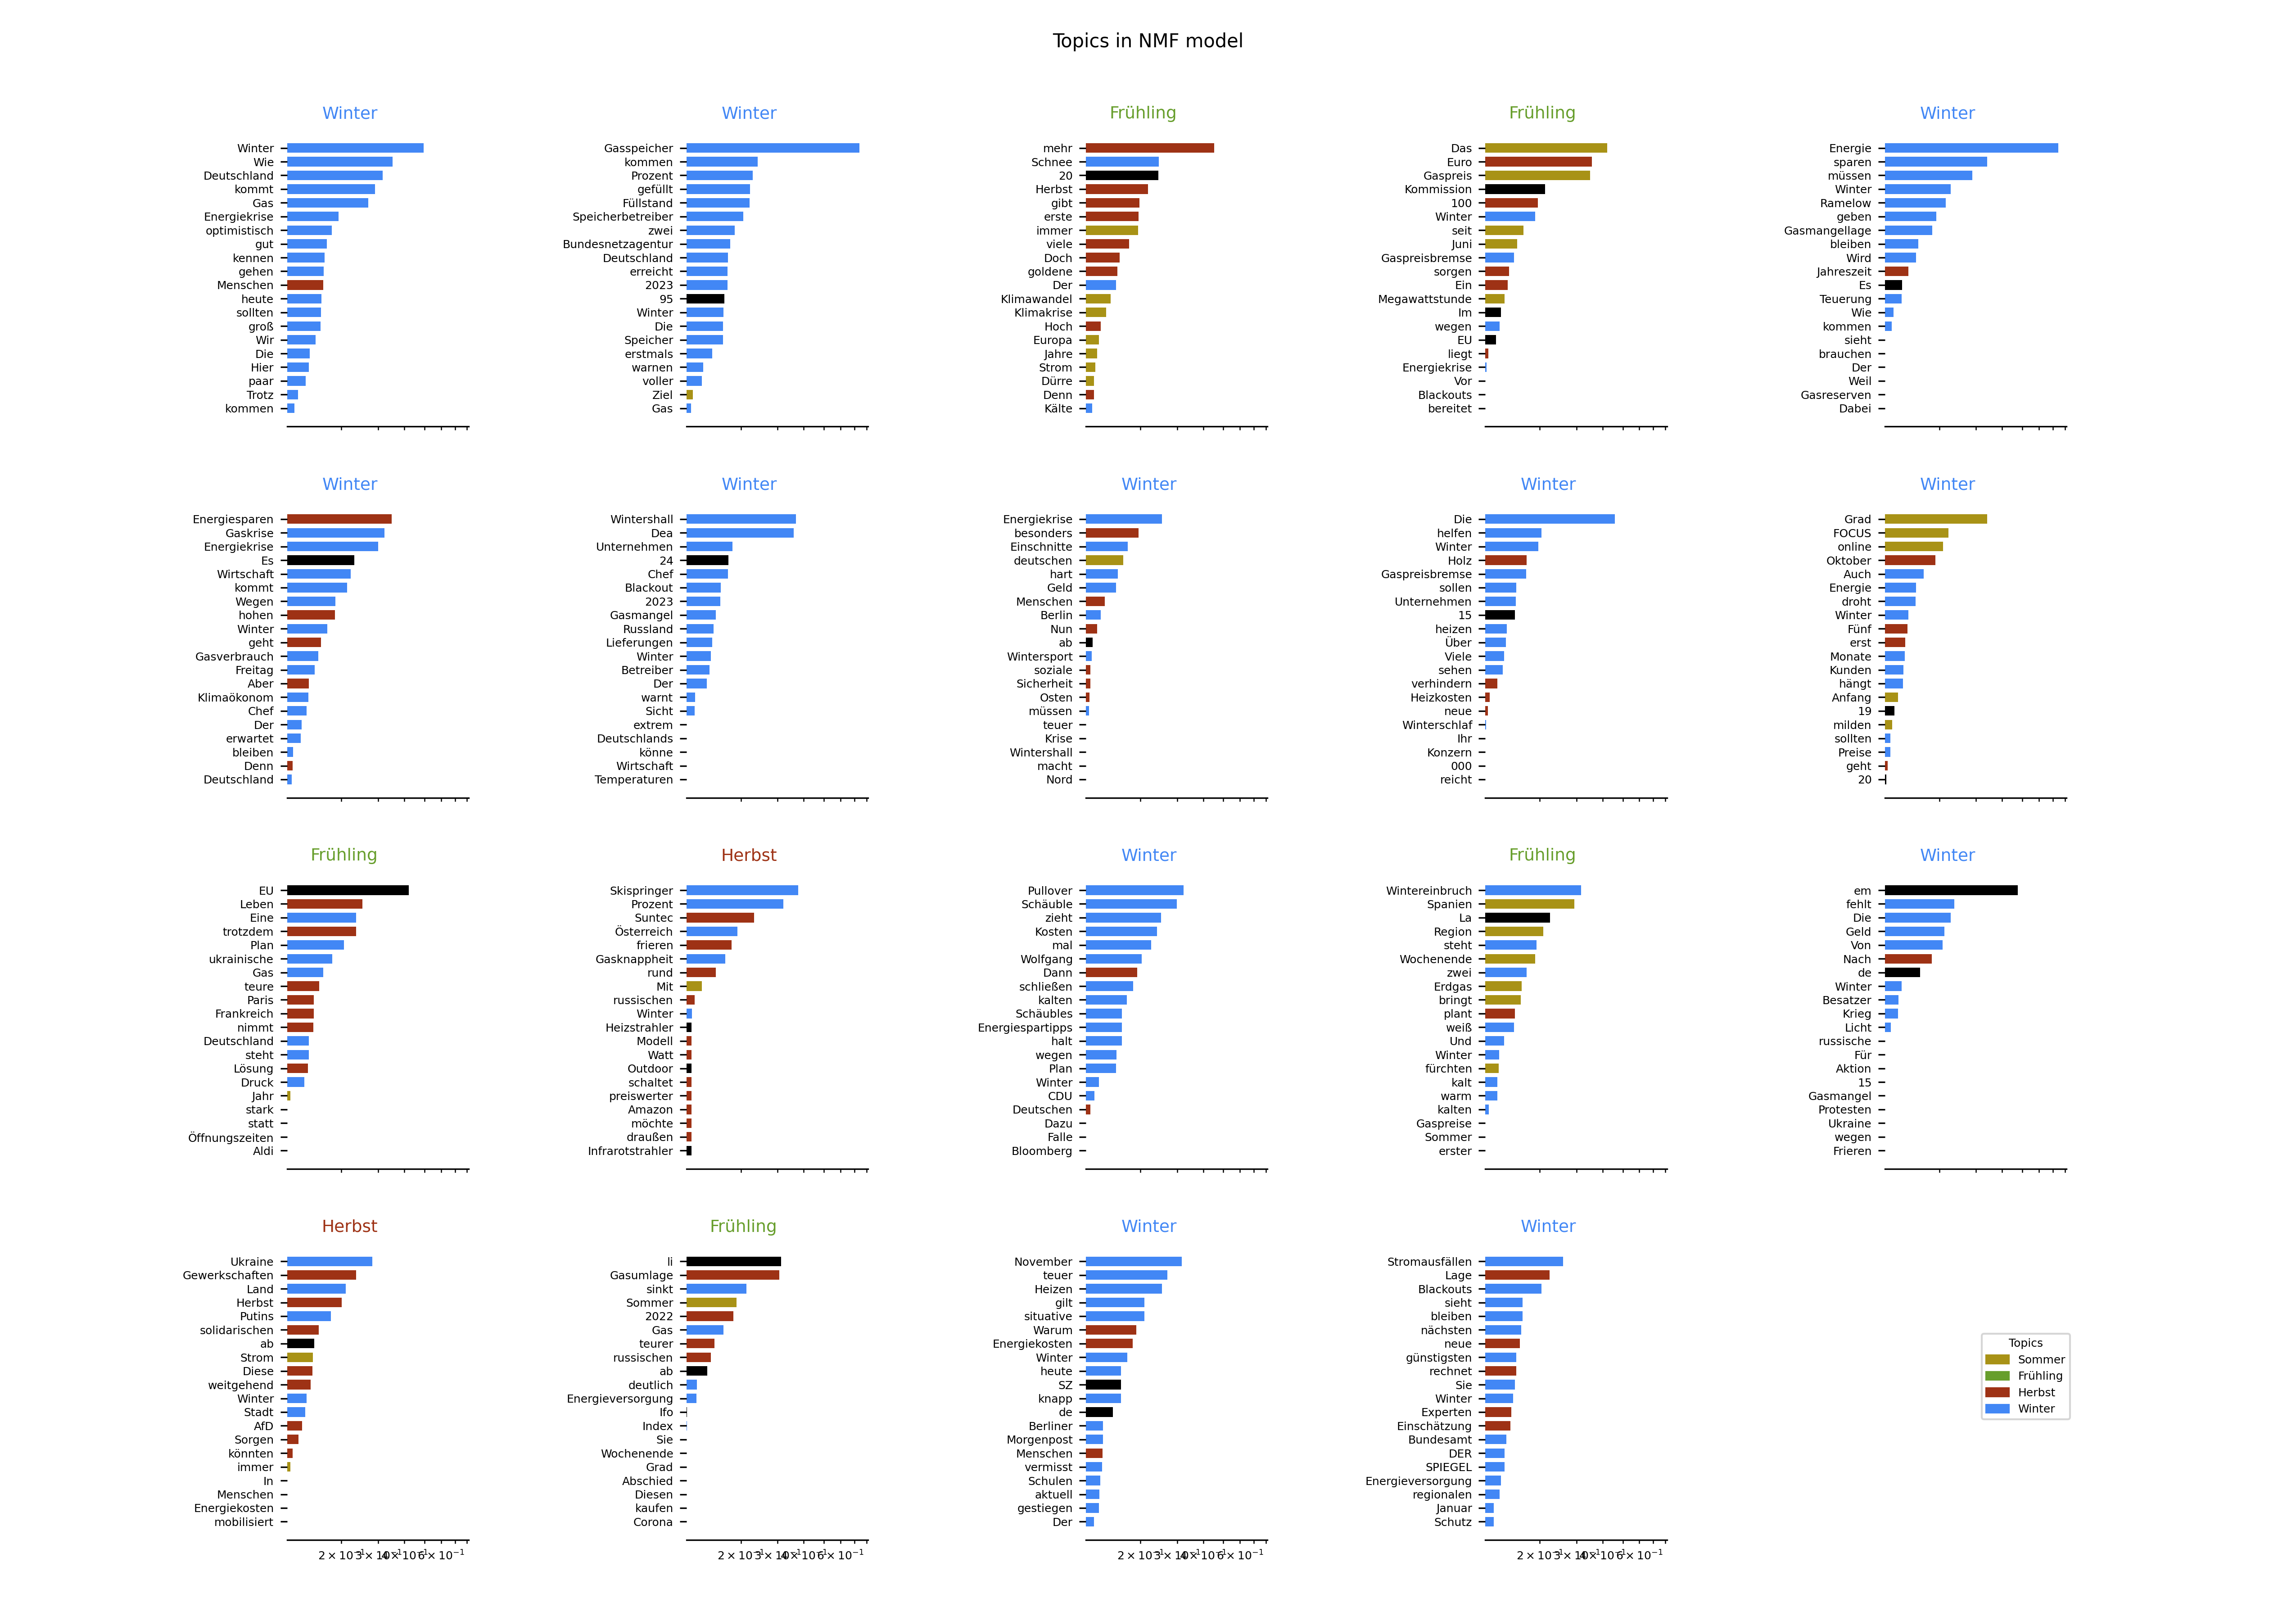 Topics in NMF model
Winter
Winter
Wie
Deutschland
kommt
Gas
Energiekrise
optimistisch
gut
kennen
gehen
Menschen
heute
sollten
groß
Wir
Die
Hier
paar
Trotz
kommen
Winter
Gasspeicher
kommen
Prozent
gefüllt
Füllstand
Speicherbetreiber
zwei
Bundesnetzagentur
Deutschland
erreicht
2023
95
Winter
Die
Speicher
erstmals
warnen
voller
Ziel
Gas
Frühling
mehr
Schnee
20
Herbst
gibt
erste
immer
viele
Doch
goldene
Der
Klimawandel
Klimakrise
Hoch
Europa
Jahre
Strom
Dürre
Denn
Kälte
Frühling
Das
Euro
Gaspreis
Kommission
100
Winter
seit
Juni
Gaspreisbremse
sorgen
Ein
Megawattstunde
Im
wegen
EU
liegt
Energiekrise
Vor
Blackouts
bereitet
Winter
Energie
sparen
müssen
Winter
Ramelow
geben
Gasmangellage
bleiben
Wird
Jahreszeit
Es
Teuerung
Wie
kommen
sieht
brauchen
Der
Weil
Gasreserven
Dabei
Winter
Energiesparen
Gaskrise
Energiekrise
Es
Wirtschaft
kommt
Wegen
hohen
Winter
geht
Gasverbrauch
Freitag
Aber
Klimaökonom
Chef
Der
erwartet
bleiben
Denn
Deutschland
Winter
Wintershall
Dea
Unternehmen
24
Chef
Blackout
2023
Gasmangel
Russland
Lieferungen
Winter
Betreiber
Der
warnt
Sicht
extrem
Deutschlands
könne
Wirtschaft
Temperaturen
Winter
Energiekrise
besonders
Einschnitte
deutschen
hart
Geld
Menschen
Berlin
Nun
ab
Wintersport
soziale
Sicherheit
Osten
müssen
teuer
Krise
Wintershall
macht
Nord
Winter
Die
helfen
Winter
Holz
Gaspreisbremse
sollen
Unternehmen
15
heizen
Über
Viele
sehen
verhindern
Heizkosten
neue
Winterschlaf
Ihr
Konzern
000
reicht
Winter
Grad
FOCUS
online
Oktober
Auch
Energie
droht
Winter
Fünf
erst
Monate
Kunden
hängt
Anfang
19
milden
sollten
Preise
geht
20
Frühling
EU
Leben
Eine
trotzdem
Plan
ukrainische
Gas
teure
Paris
Frankreich
nimmt
Deutschland
steht
Lösung
Druck
Jahr
stark
statt
Öffnungszeiten
Aldi
Herbst
Skispringer
Prozent
Suntec
Österreich
frieren
Gasknappheit
rund
Mit
russischen
Winter
Heizstrahler
Modell
Watt
Outdoor
schaltet
preiswerter
Amazon
möchte
draußen
Infrarotstrahler
Winter
Pullover
Schäuble
zieht
Kosten
mal
Wolfgang
Dann
schließen
kalten
Schäubles
Energiespartipps
halt
wegen
Plan
Winter
CDU
Deutschen
Dazu
Falle
Bloomberg
Frühling
Wintereinbruch
Spanien
La
Region
steht
Wochenende
zwei
Erdgas
bringt
plant
weiß
Und
Winter
fürchten
kalt
warm
kalten
Gaspreise
Sommer
erster
Winter
em
fehlt
Die
Geld
Von
Nach
de
Winter
Besatzer
Krieg
Licht
russische
Für
Aktion
15
Gasmangel
Protesten
Ukraine
wegen
Frieren
Herbst
Ukraine
Gewerkschaften
Land
Herbst
Putins
solidarischen
ab
Strom
Diese
weitgehend
Winter
Stadt
AfD
Sorgen
könnten
immer
In
Menschen
Energiekosten
mobilisiert
Frühling
li
Gasumlage
sinkt
Sommer
2022
Gas
teurer
russischen
ab
deutlich
Energieversorgung
Ifo
Index
Sie
Wochenende
Grad
Abschied
Diesen
kaufen
Corona
Winter
November
teuer
Heizen
gilt
situative
Warum
Energiekosten
Winter
heute
SZ
knapp
de
Berliner
Morgenpost
Menschen
vermisst
Schulen
aktuell
gestiegen
Der
Winter
Stromausfällen
Lage
Blackouts
sieht
bleiben
nächsten
neue
günstigsten
rechnet
Sie
Winter
Experten
Einschätzung
Bundesamt
DER
SPIEGEL
Energieversorgung
regionalen
Januar
Schutz
Topics
Sommer
Frühling
Herbst
Winter